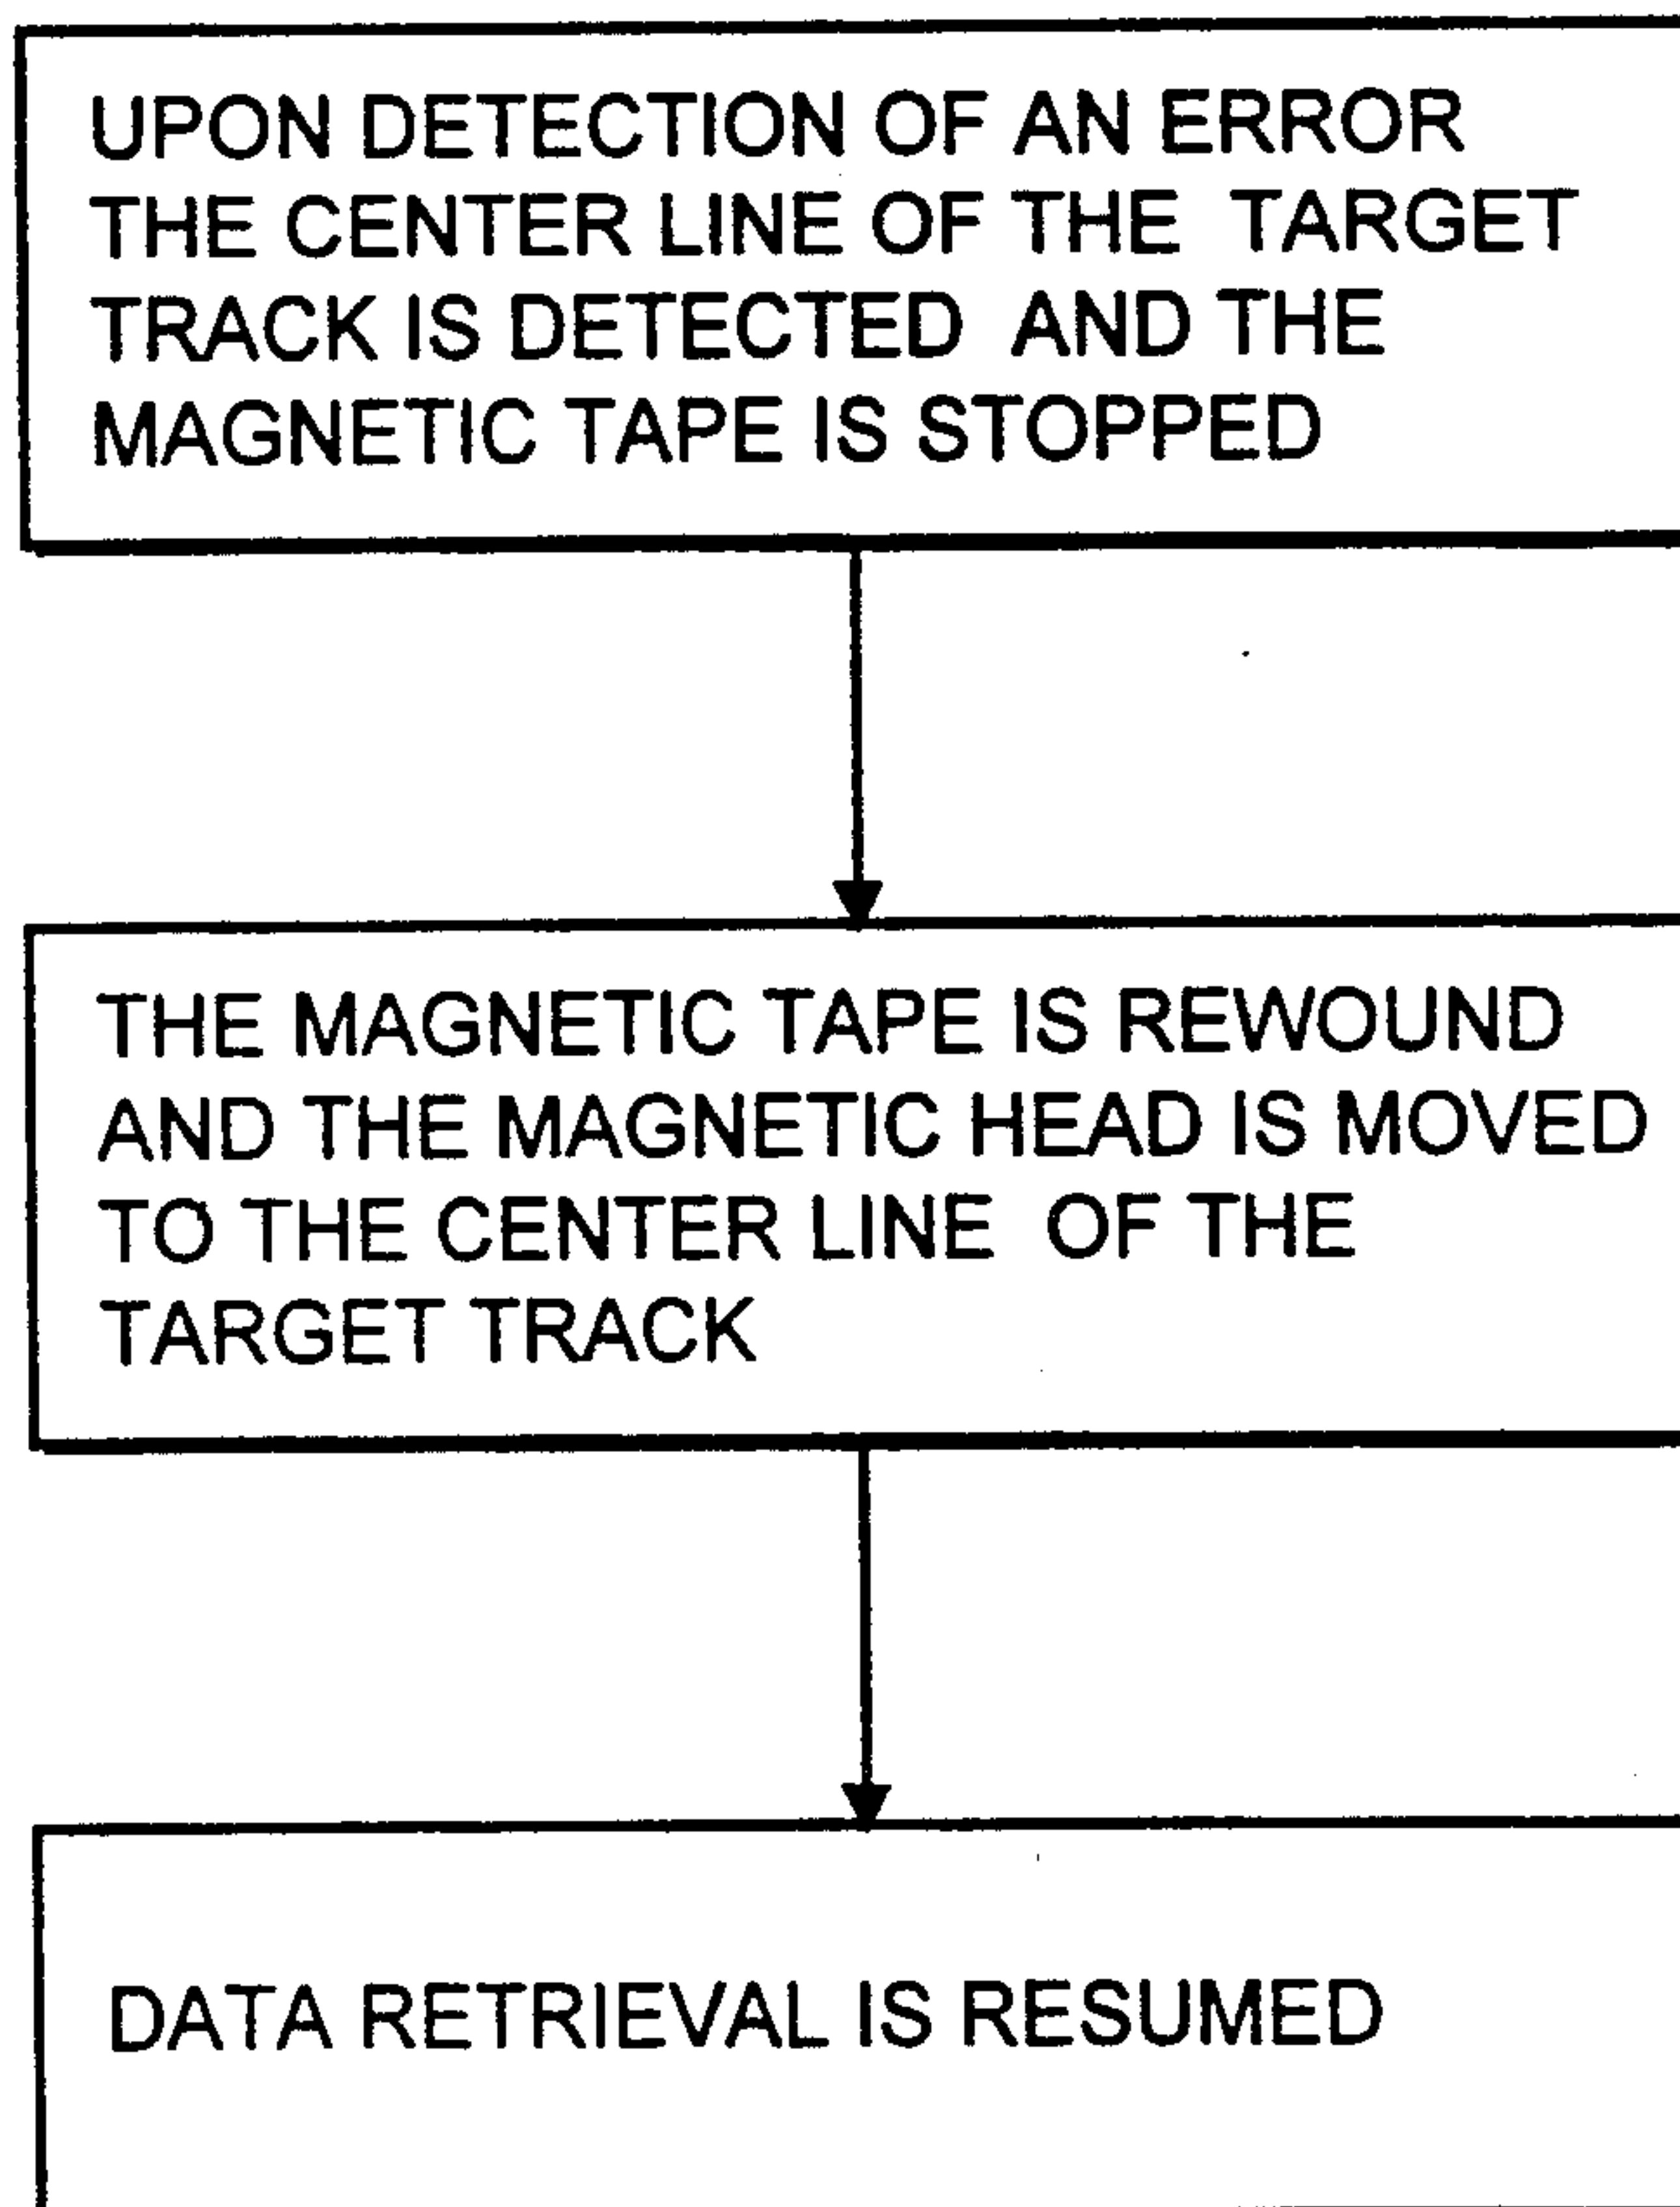 UPON DETECTION OF AN ERROR
THE CENTER LINE OF THE TARGET
TRACK IS DETECTED AND THE
MAGNETIC TAPE IS STOPPED
THE MAGNETIC TAPE IS REWOUND
AND THE MAGNETIC HEAD IS MOVED
TO THE CENTER LINE OF THE
TARGET TRACK
DATA RETRIEVAL IS RESUMED